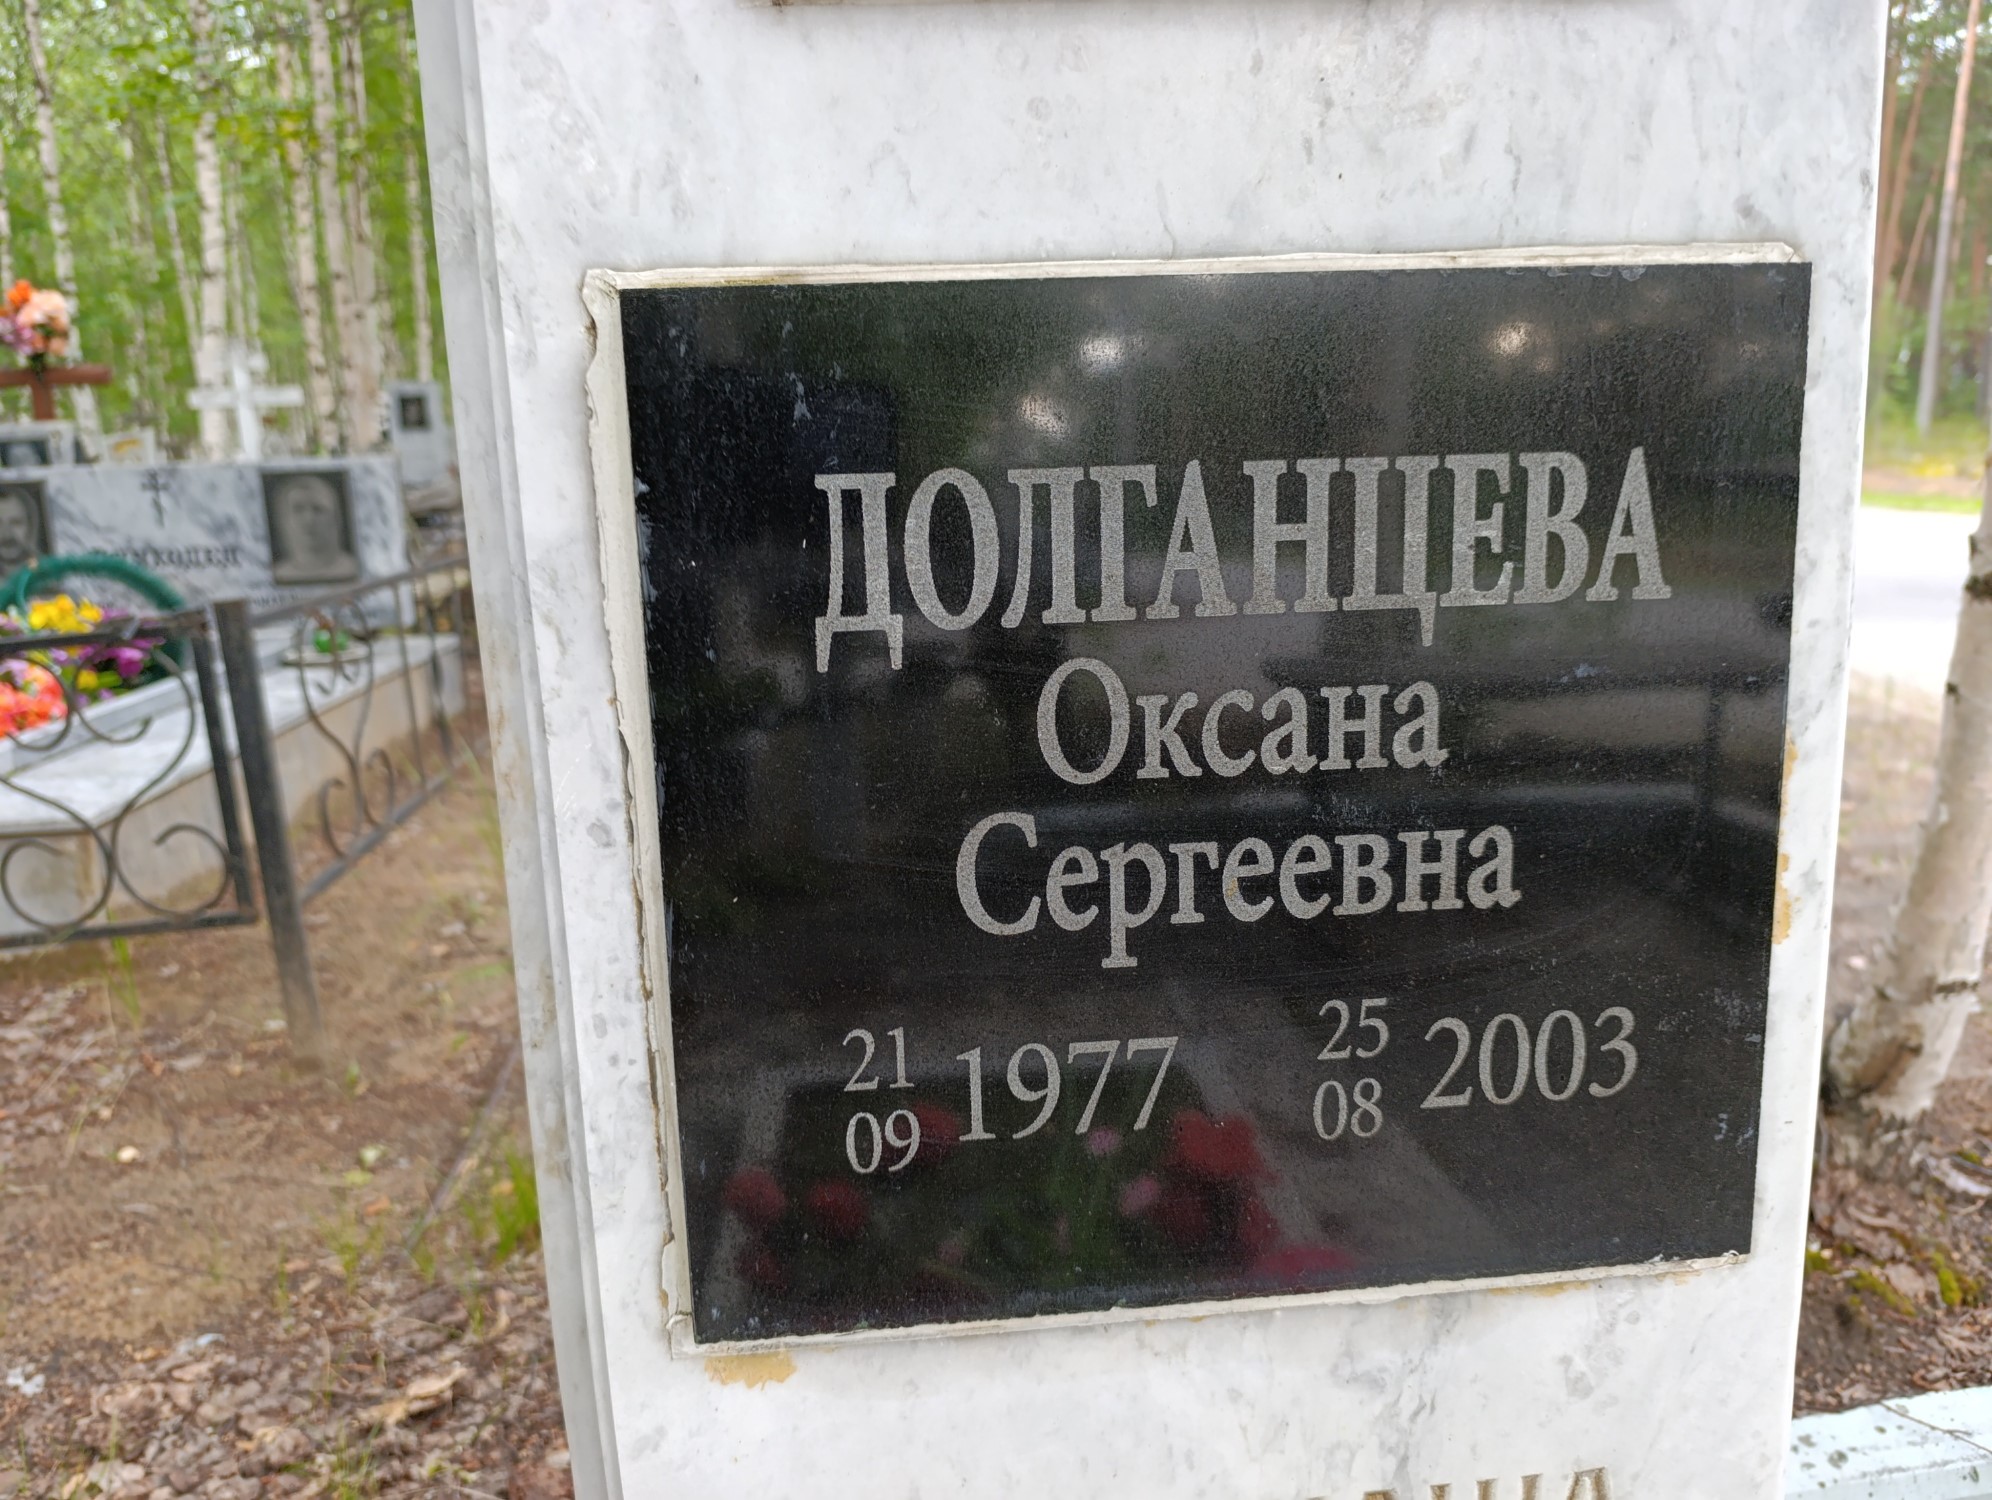 ДОЛГАНЦЕВА
Оксана
Сергеевна
21 09 1977 25 08 2003